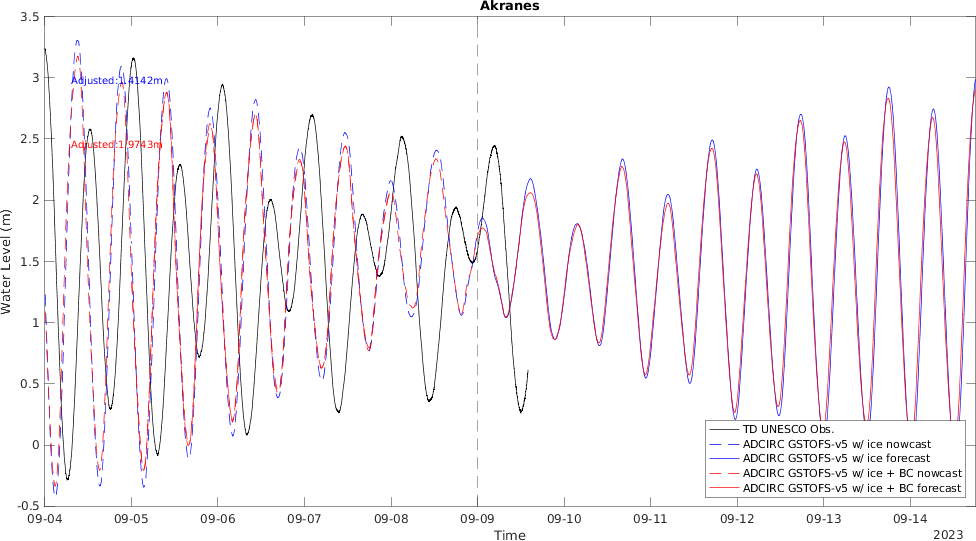 Akranes
3.5
3
2.5
2
1.5
1
0.5
0
-0.5
Water Level (m)
Adjusted:1.4142m
Adjusted:1.9743m
TD UNESCO Obs.
ADCIRC GSTOFS-v5 w/ ice nowcast
ADCIRC GSTOFS-v5 w/ ice forecast
ADCIRC GSTOFS-v5 w/ ice + BC nowcast
ADCIRC GSTOFS-v5 w/ ice + BC forecast
09-04 09-05 09-06 09-07 09-08 09-09 09-10 09-11 09-12 09-13 09-14
Time
2023